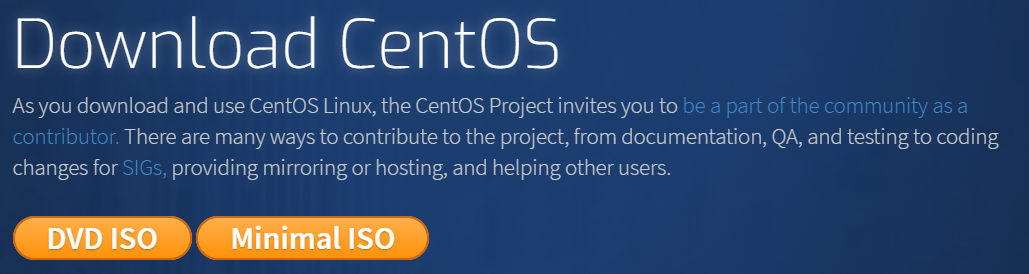 Download CentOS
As you download and use CentOS Linux, the CentOS Project invites you to be a part of the community as a
contributor. There are many ways to contribute to the project, from documentation, QA, and testing to coding
changes for SIGs, providing mirroring or hosting, and helping other users.
DVD ISO Minimal ISO